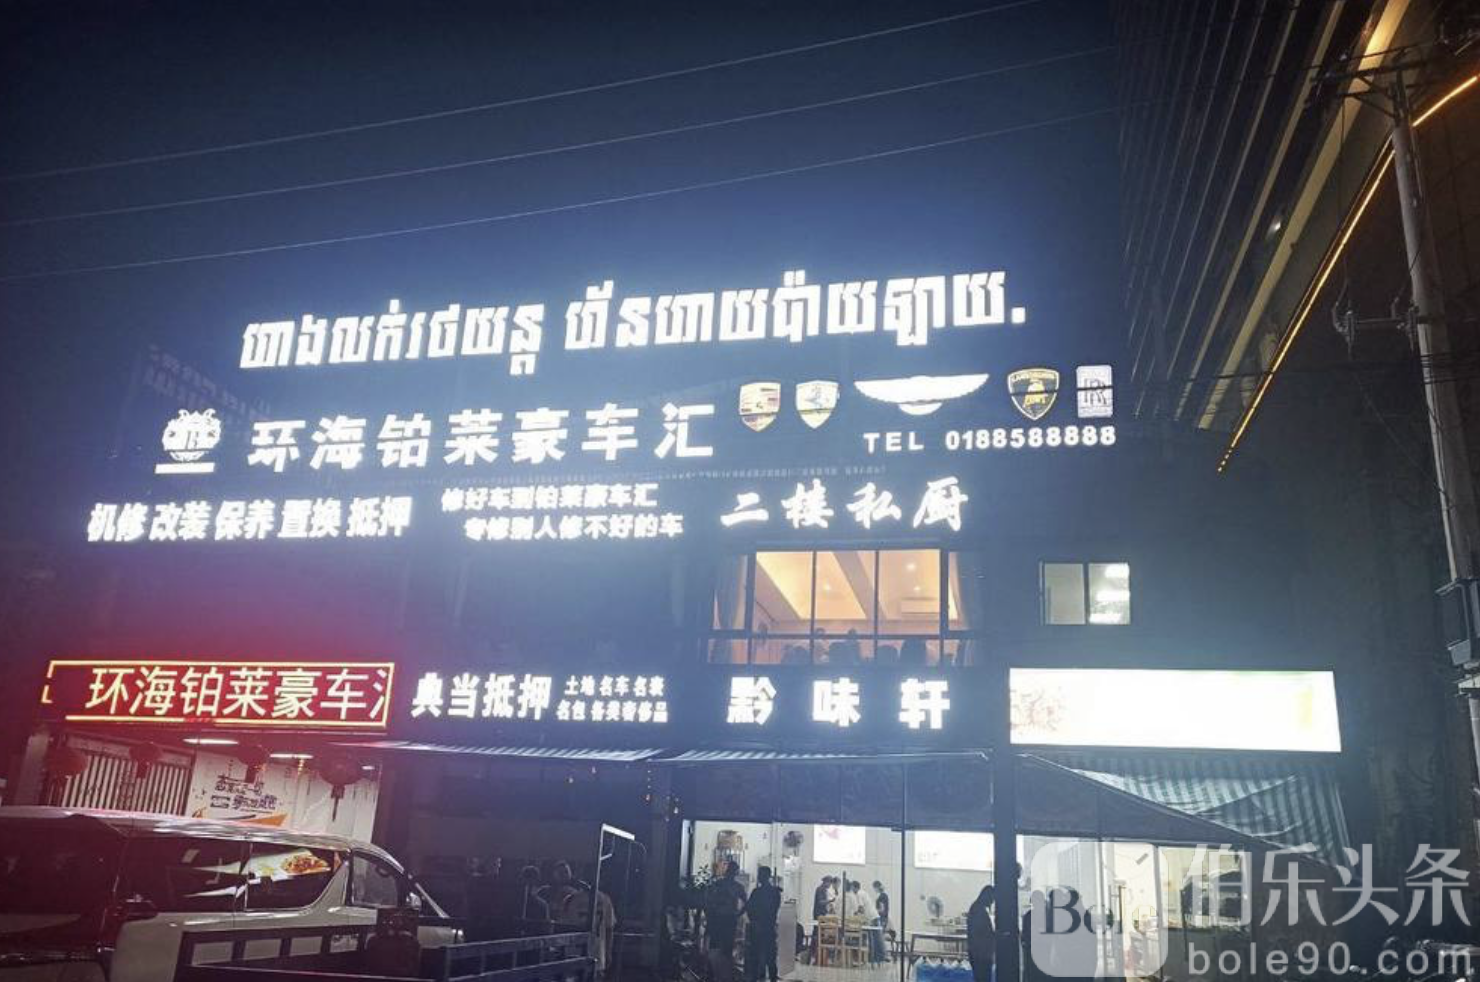 ហាងលក់រថយន្ត ហ័នហាយប៉ាយឡាយ.
环海铂莱豪车汇
TEL 0188588888
机修 改装 保养 置换 抵押
修好车到铂莱豪车汇
专修别人修不好的车
二楼私厨
环海铂莱豪车汇
典当抵押
土地 名车 名表
名包 各类奢侈品
黔味轩
伯乐头条
bole90.com